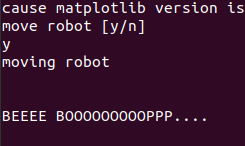 cause matplotlib version is
move robot [y/n]
y
moving robot
BEEEE BOOOOOOOOOPPP....